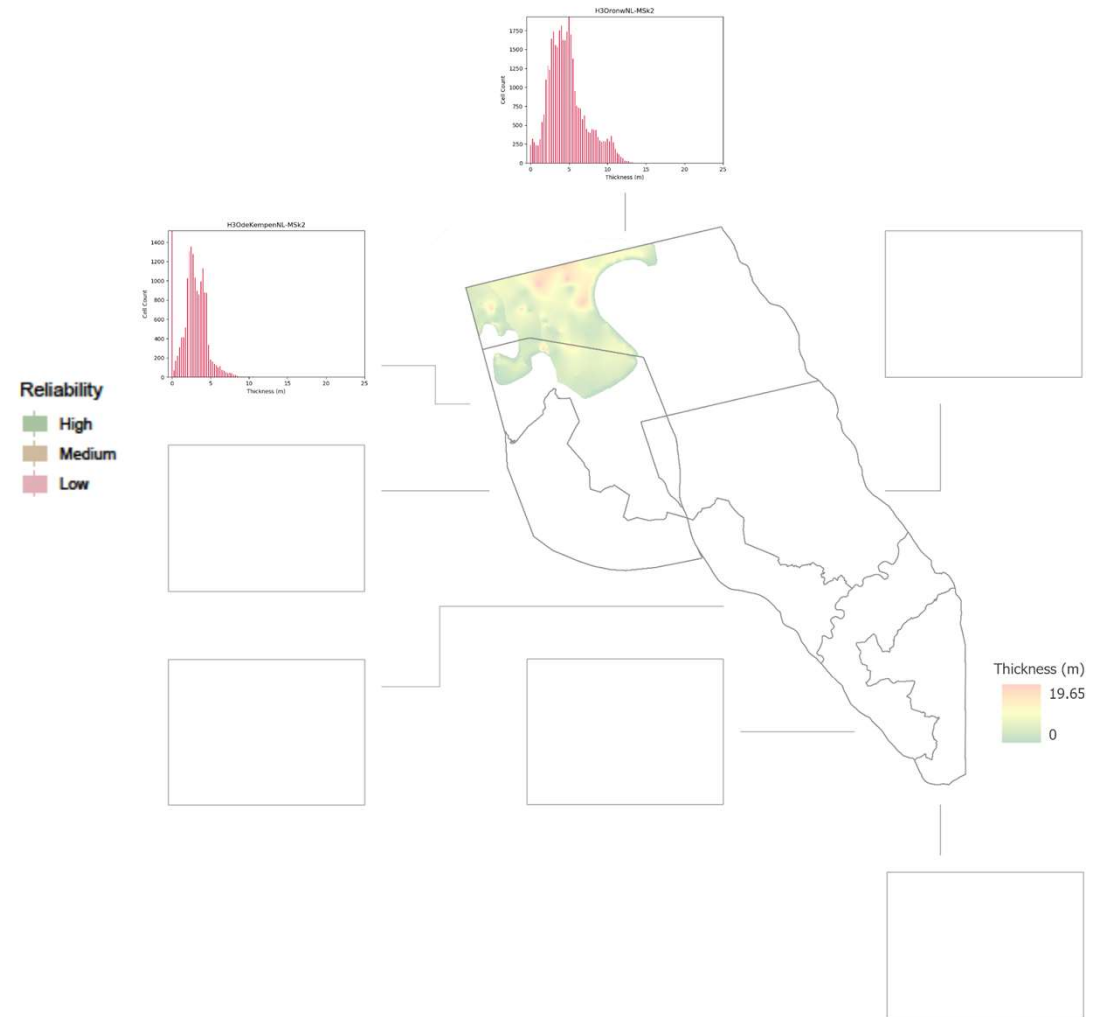 H3OronwNL-MSk2
1750
1500
1250
1000
750
500
250
0
Cell Count
0 5 10 15 20 25
Thickness (m)
H3OdeKempenNL-MSk2
1400
1200
1000
800
600
400
200
0
Cell Count
0 5 10 15 20 25
Thickness (m)
Reliability
High
Medium
Low
Thickness (m)
19.65
0